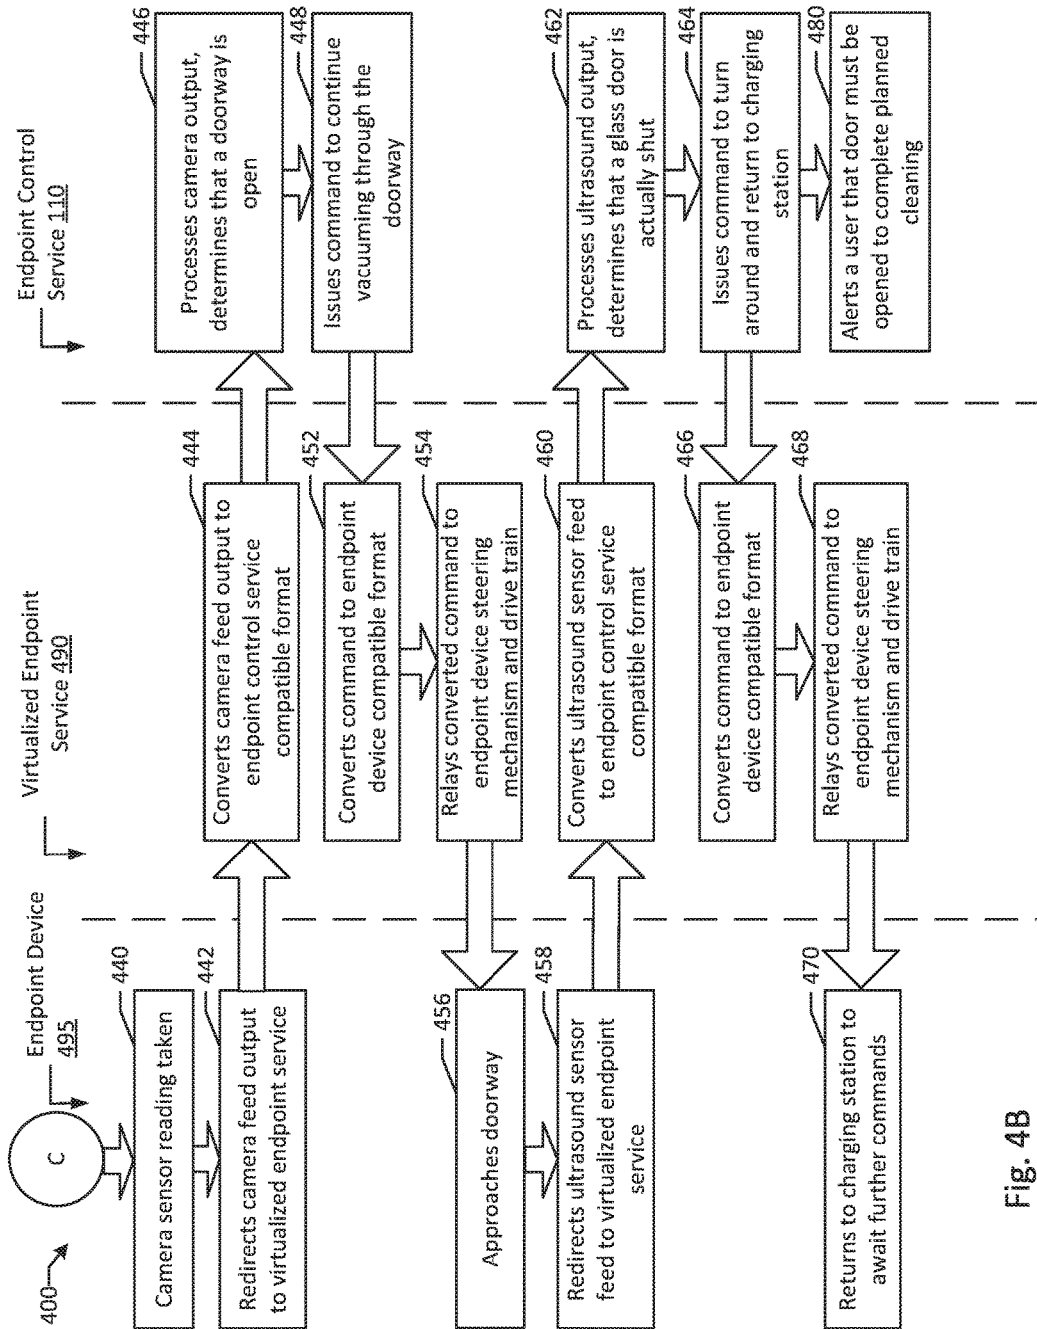 400
C
Endpoint Device
495
Virtualized Endpoint
Service 490
Endpoint Control
Service 110
440
Camera sensor reading taken
442
Redirects camera feed output
to virtualized endpoint service
444
Converts camera feed output to
endpoint control service
compatible format
446
Processes camera output,
determines that a doorway is
open
448
Issues command to continue
vacuuming through the
doorway
452
Converts command to endpoint
device compatible format
454
Relays converted command to
endpoint device steering
mechanism and drive train
456
Approaches doorway
458
Redirects ultrasound sensor
feed to virtualized endpoint
service
460
Converts ultrasound sensor feed
to endpoint control service
compatible format
462
Processes ultrasound output,
determines that a glass door is
actually shut
464
Issues command to turn
around and return to charging
station
466
Converts command to endpoint
device compatible format
468
Relays converted command to
endpoint device steering
mechanism and drive train
470
Returns to charging station to
await further commands
480
Alerts a user that door must be
opened to complete planned
cleaning
Fig. 4B